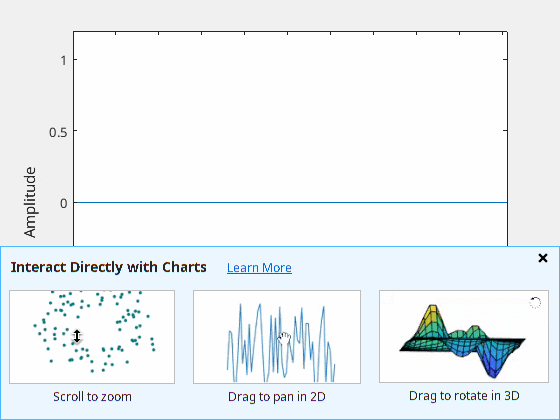 1
0.5
Amplitude
0
Interact Directly with Charts Learn More
Scroll to zoom
Drag to pan in 2D
Drag to rotate in 3D